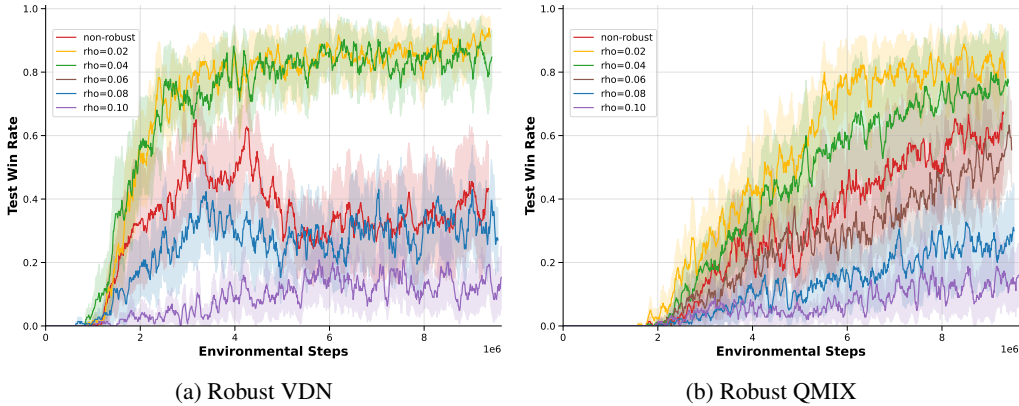 1.0
0.8
0.6
0.4
0.2
0.0
Test Win Rate
non-robust
rho=0.02
rho=0.04
rho=0.06
rho=0.08
rho=0.10
0 2 4 6 8
1e6
Environmental Steps
(a) Robust VDN
1.0
0.8
0.6
0.4
0.2
0.0
Test Win Rate
non-robust
rho=0.02
rho=0.04
rho=0.06
rho=0.08
rho=0.10
0 2 4 6 8
1e6
Environmental Steps
(b) Robust QMIX